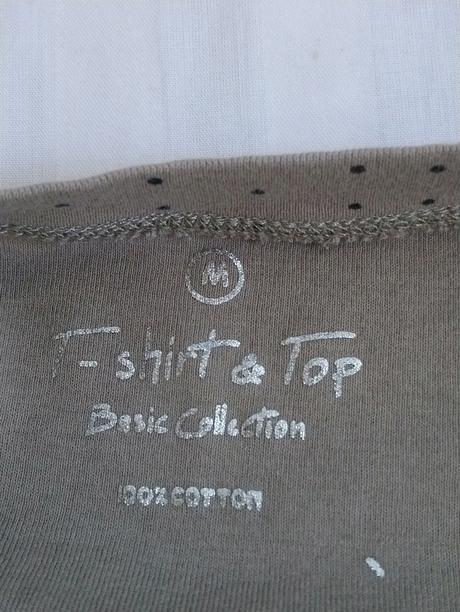 M
T-shirt & Top
Basic Collection
100% COTTON